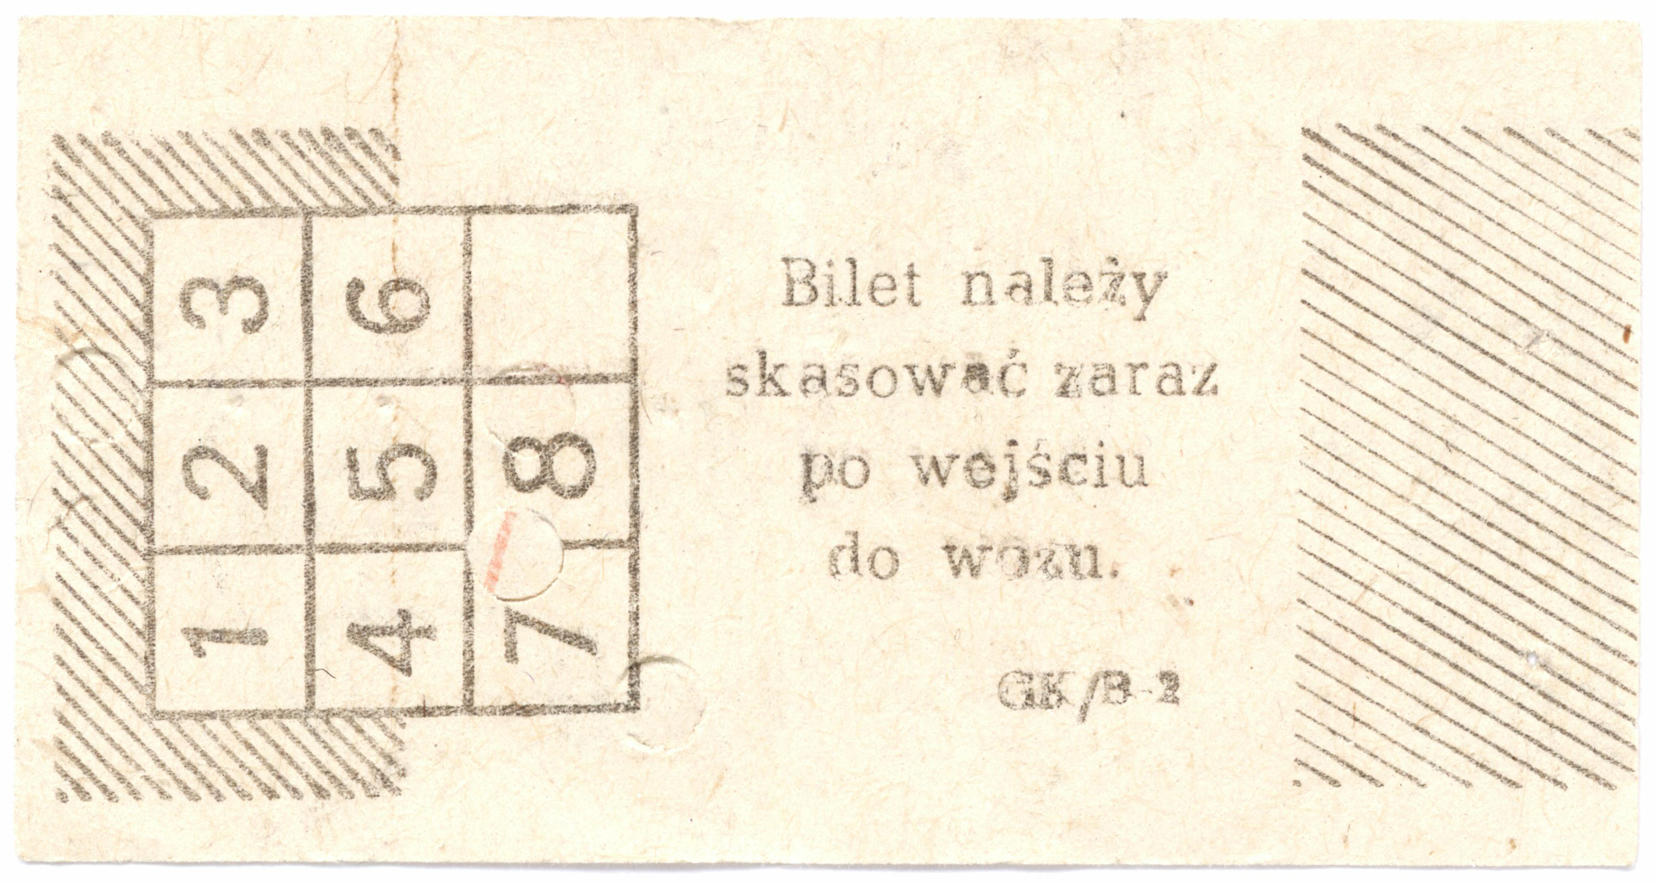 3 6
2 5 8
1 4 7
Bilet należy
skasować zaraz
po wejściu
do wozu.
GK/B-2